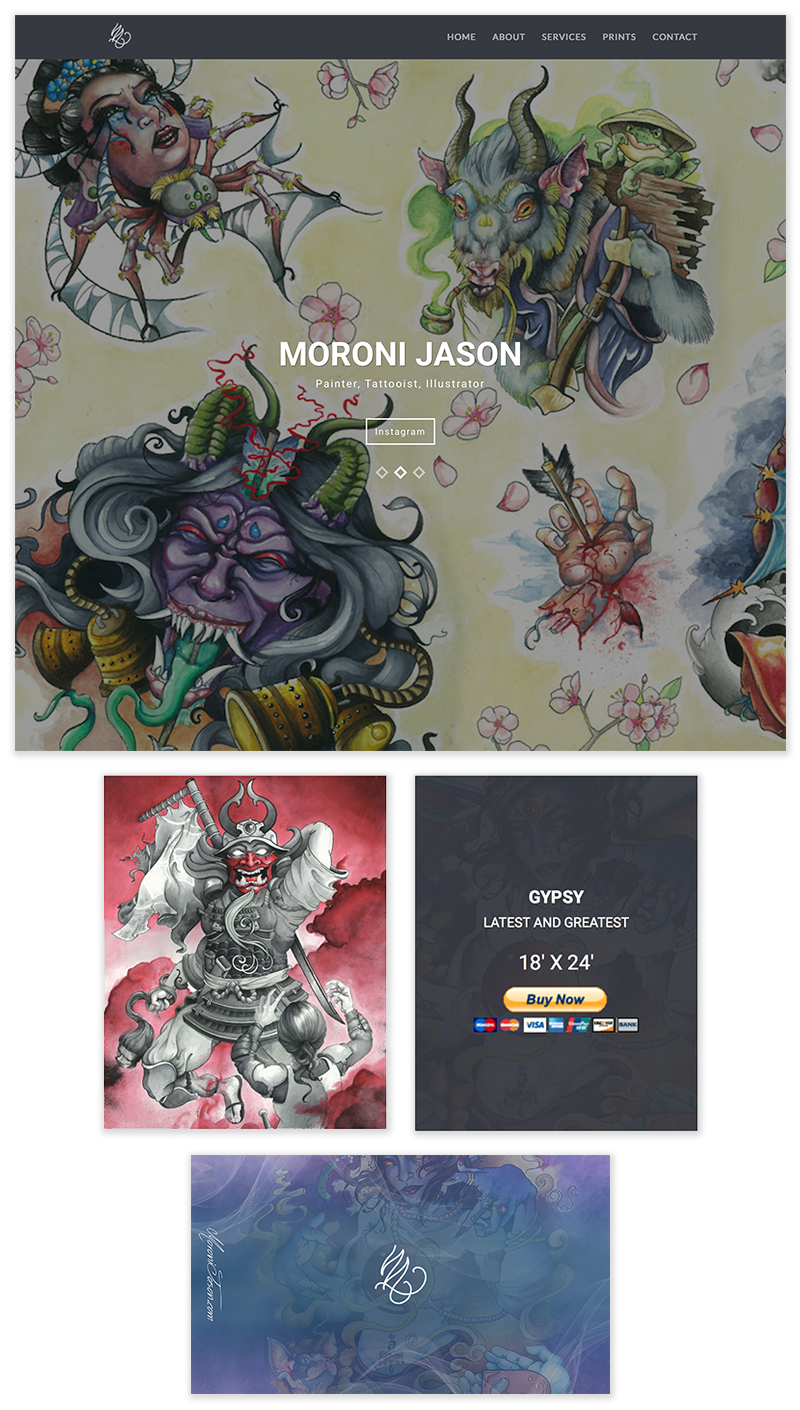 HOME ABOUT SERVICES PRINTS CONTACT
MORONI JASON
Painter, Tattooist, Illustrator
Instagram
GYPSY
LATEST AND GREATEST
18' X 24'
Buy Now
VISA
BANK
MoroniJason.com